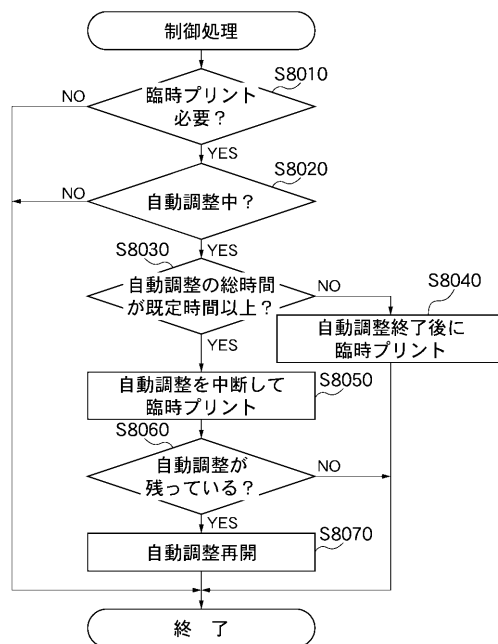 制御処理
S8010
NO
臨時プリント
必要？
YES
S8020
NO
自動調整中？
YES
S8030
自動調整の総時間
が既定時間以上？
NO
S8040
自動調整終了後に
臨時プリント
YES
自動調整を中断して
臨時プリント
S8050
S8060
自動調整が
残っている？
NO
YES
S8070
自動調整再開
終 了